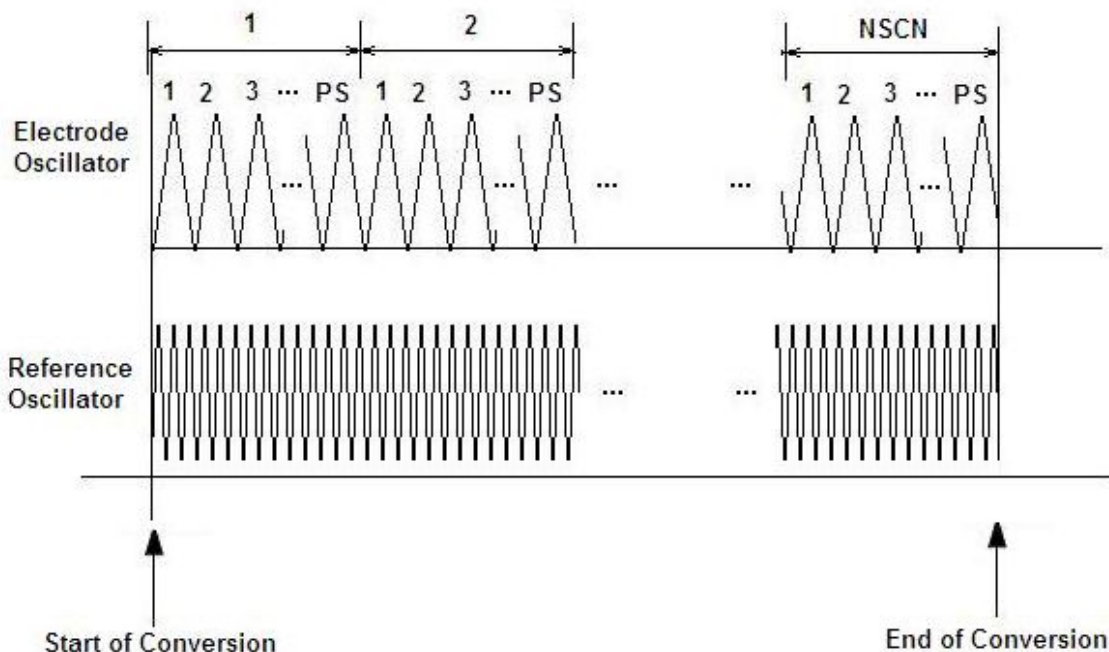 1 2 NSCN
1 2 3 ... PS 1 2 3 ... PS 1 2 3 ... PS
Electrode
Oscillator
... ... ... ... ...
Reference
Oscillator
... ...
Start of Conversion
End of Conversion